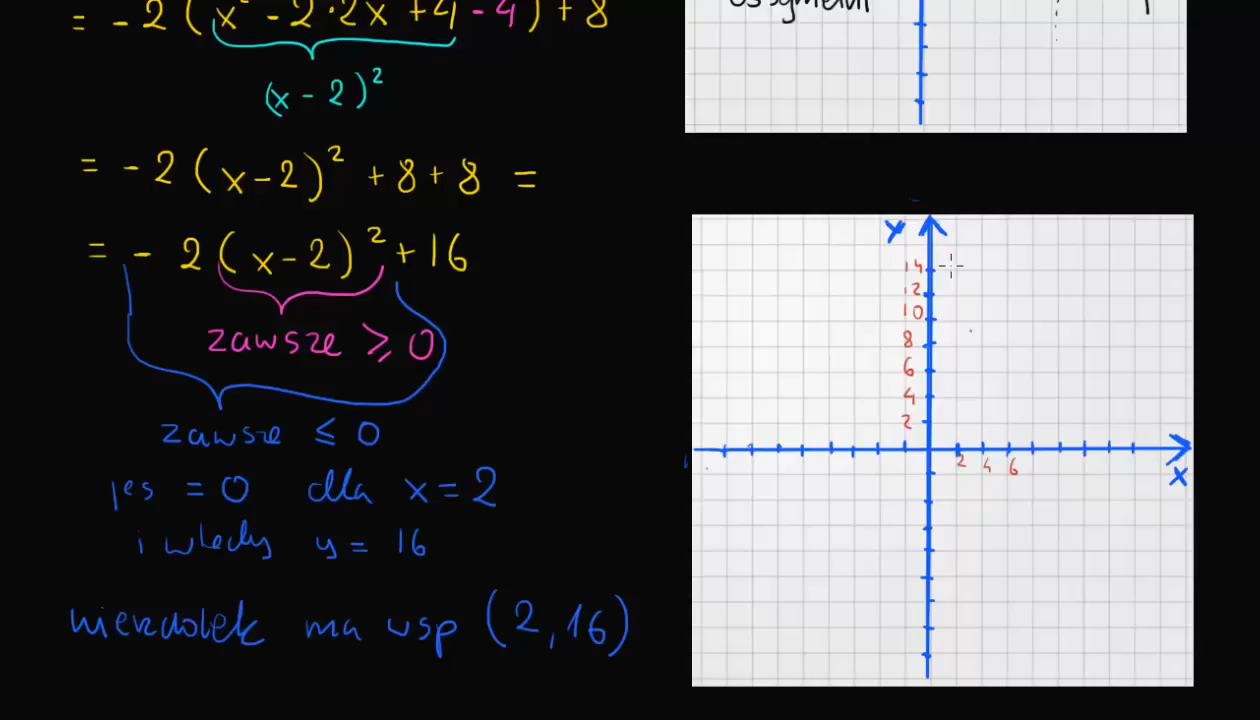 = -2(x² - 2·2x + 4 - 4) + 8
(x - 2)²
= -2(x-2)² + 8 + 8 =
= - 2(x-2)² + 16
zawsze ≥ 0
zawsze ≤ 0
jes = 0 dla x = 2
i wtedy y = 16
ma wsp (2,16)
ossymetrii
y
14
12
10
8
6
4
2
2 4 6
x